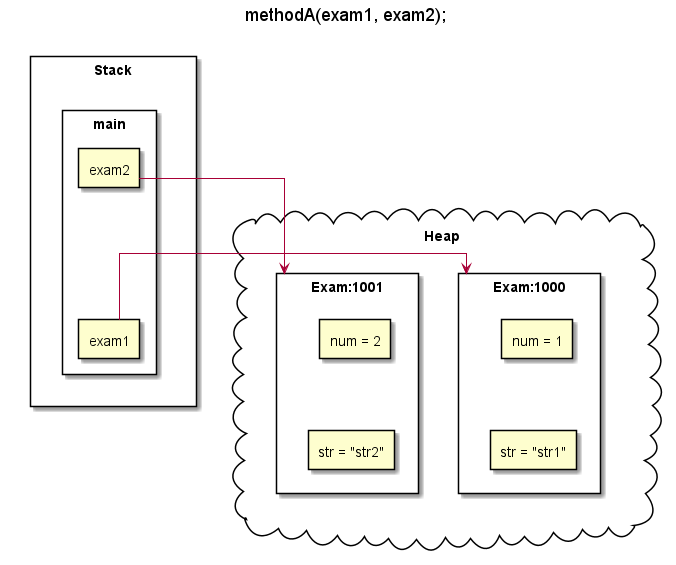 methodA(exam1, exam2);
Stack
main
exam2
exam1
Heap
Exam:1001
num = 2
str = "str2"
Exam:1000
num = 1
str = "str1"